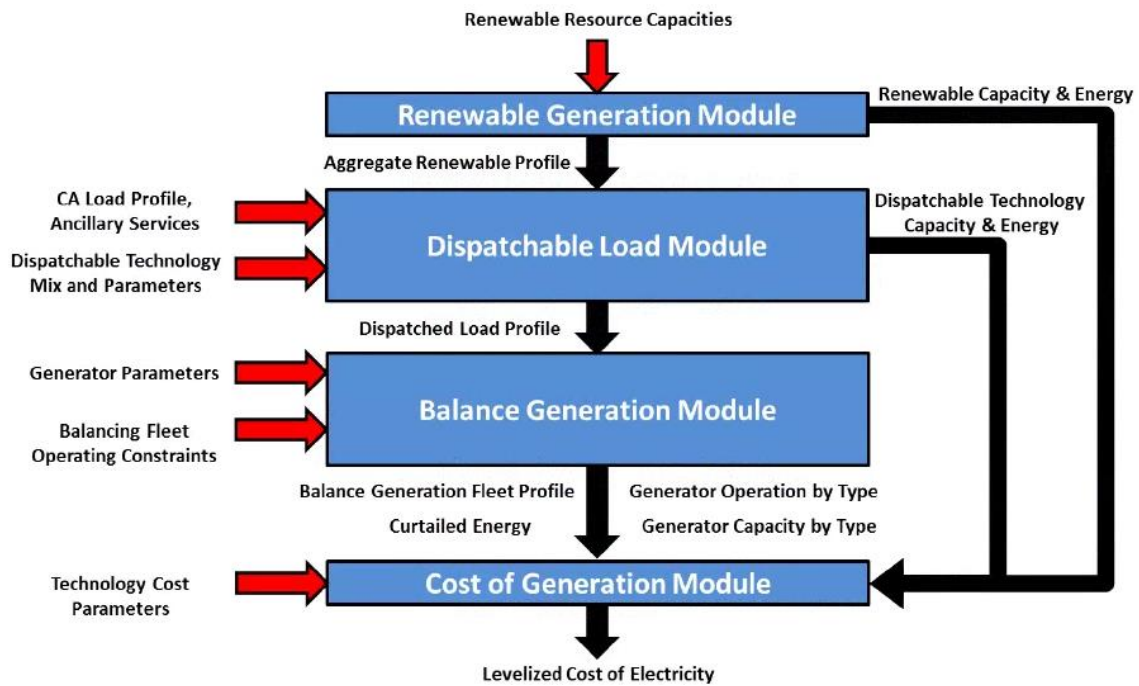 Renewable Resource Capacities
Renewable Generation Module
Renewable Capacity & Energy
Aggregate Renewable Profile
CA Load Profile,
Ancillary Services
Dispatchable Technology
Mix and Parameters
Dispatchable Load Module
Dispatchable Technology
Capacity & Energy
Dispatched Load Profile
Generator Parameters
Balancing Fleet
Operating Constraints
Balance Generation Module
Balance Generation Fleet Profile
Curtailed Energy
Generator Operation by Type
Generator Capacity by Type
Technology Cost
Parameters
Cost of Generation Module
Levelized Cost of Electricity